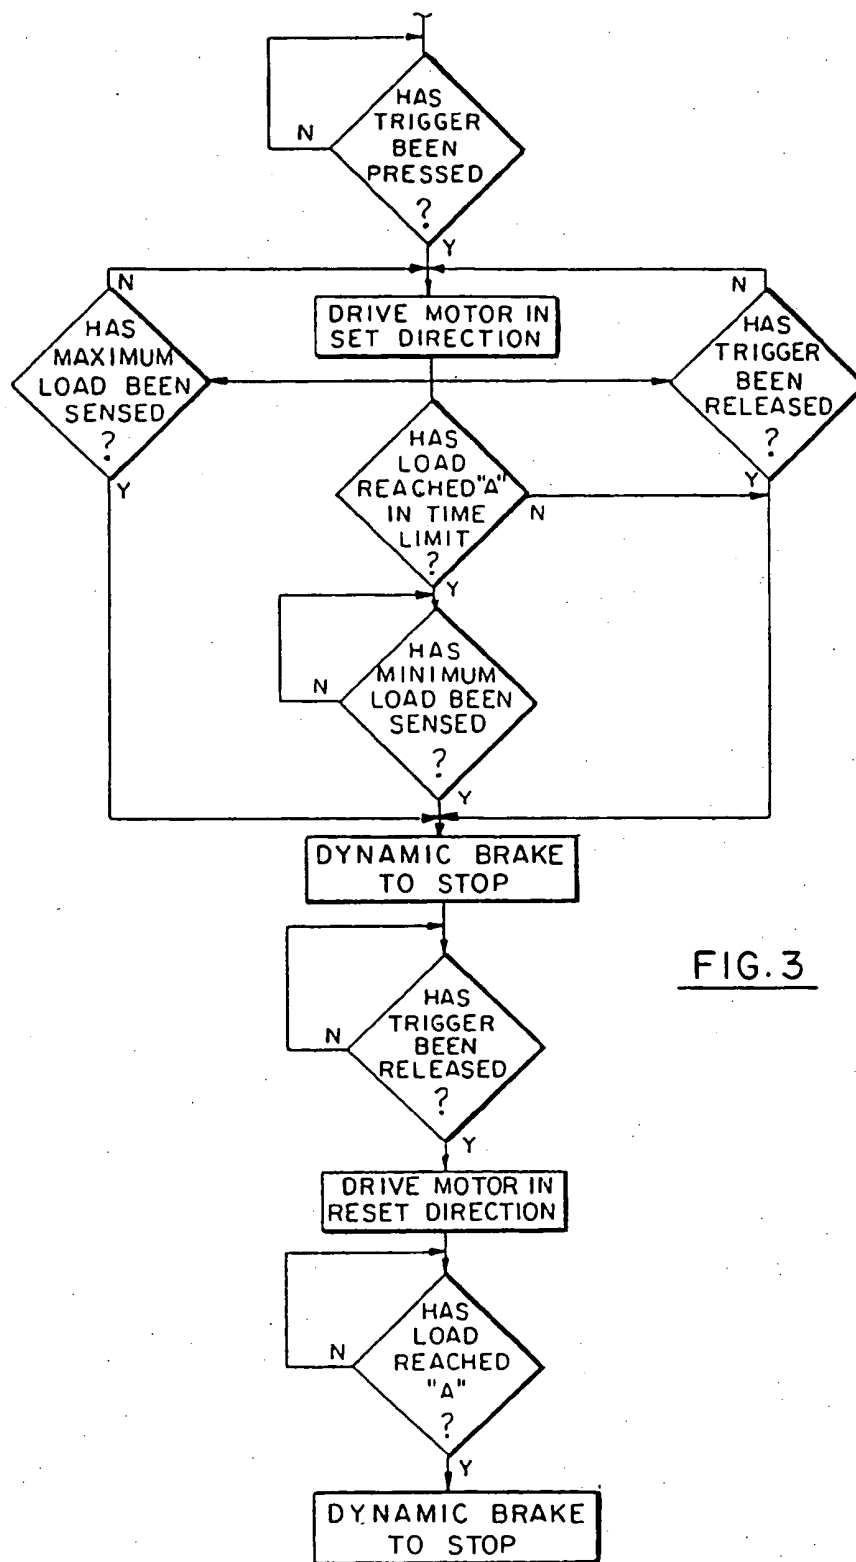 HAS
TRIGGER
BEEN
PRESSED
?
N
Y
DRIVE MOTOR IN
SET DIRECTION
N
HAS
MAXIMUM
LOAD BEEN
SENSED
?
Y
N
HAS
TRIGGER
BEEN
RELEASED
?
Y
HAS
LOAD
REACHED "A"
IN TIME
LIMIT
?
N
Y
HAS
MINIMUM
LOAD BEEN
SENSED
?
N
Y
DYNAMIC BRAKE
TO STOP
HAS
TRIGGER
BEEN
RELEASED
?
N
Y
FIG. 3
DRIVE MOTOR IN
RESET DIRECTION
HAS
LOAD
REACHED
"A"
?
N
Y
DYNAMIC BRAKE
TO STOP